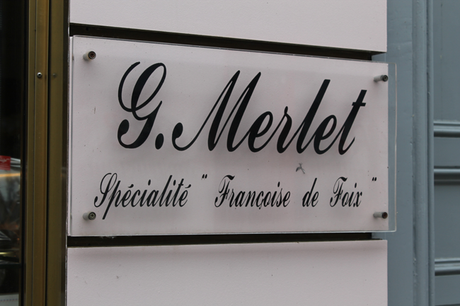 G. Merlet
Spécialité " Françoise de Foix "